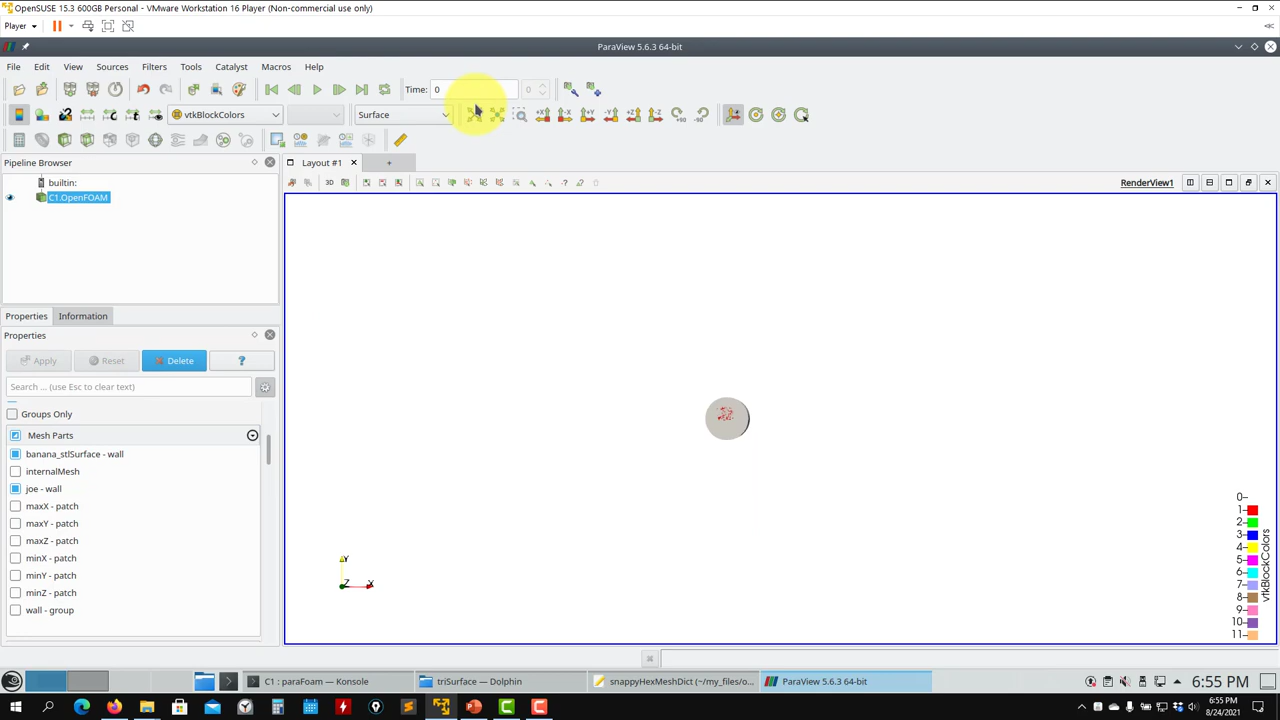 OpenSUSE 15.3 600GB Personal - VMware Workstation 16 Player (Non-commercial use only)
Player
ParaView 5.6.3 64-bit
File Edit View Sources Filters Tools Catalyst Macros Help
Time: 0 0
vtkBlockColors Surface +X -X +Y -Y +Z -Z -90 +90
Pipeline Browser
Layout #1 +
builtin:
3D RenderView1
C1.OpenFOAM
Properties Information
Properties
Apply Reset Delete ?
Search ... (use Esc to clear text)
Groups Only
Mesh Parts
banana_stlSurface - wall
internalMesh
joe - wall
maxX - patch
maxY - patch
maxZ - patch
minX - patch
minY - patch
minZ - patch
wall - group
Y
Z X
0
1
2
3
4
5
6
7
8
9
10
11
vtkBlockColors
C1 : paraFoam — Konsole triSurface — Dolphin snappyHexMeshDict (~/my_files/o... ParaView 5.6.3 64-bit 6:55 PM
6:55 PM
8/24/2021